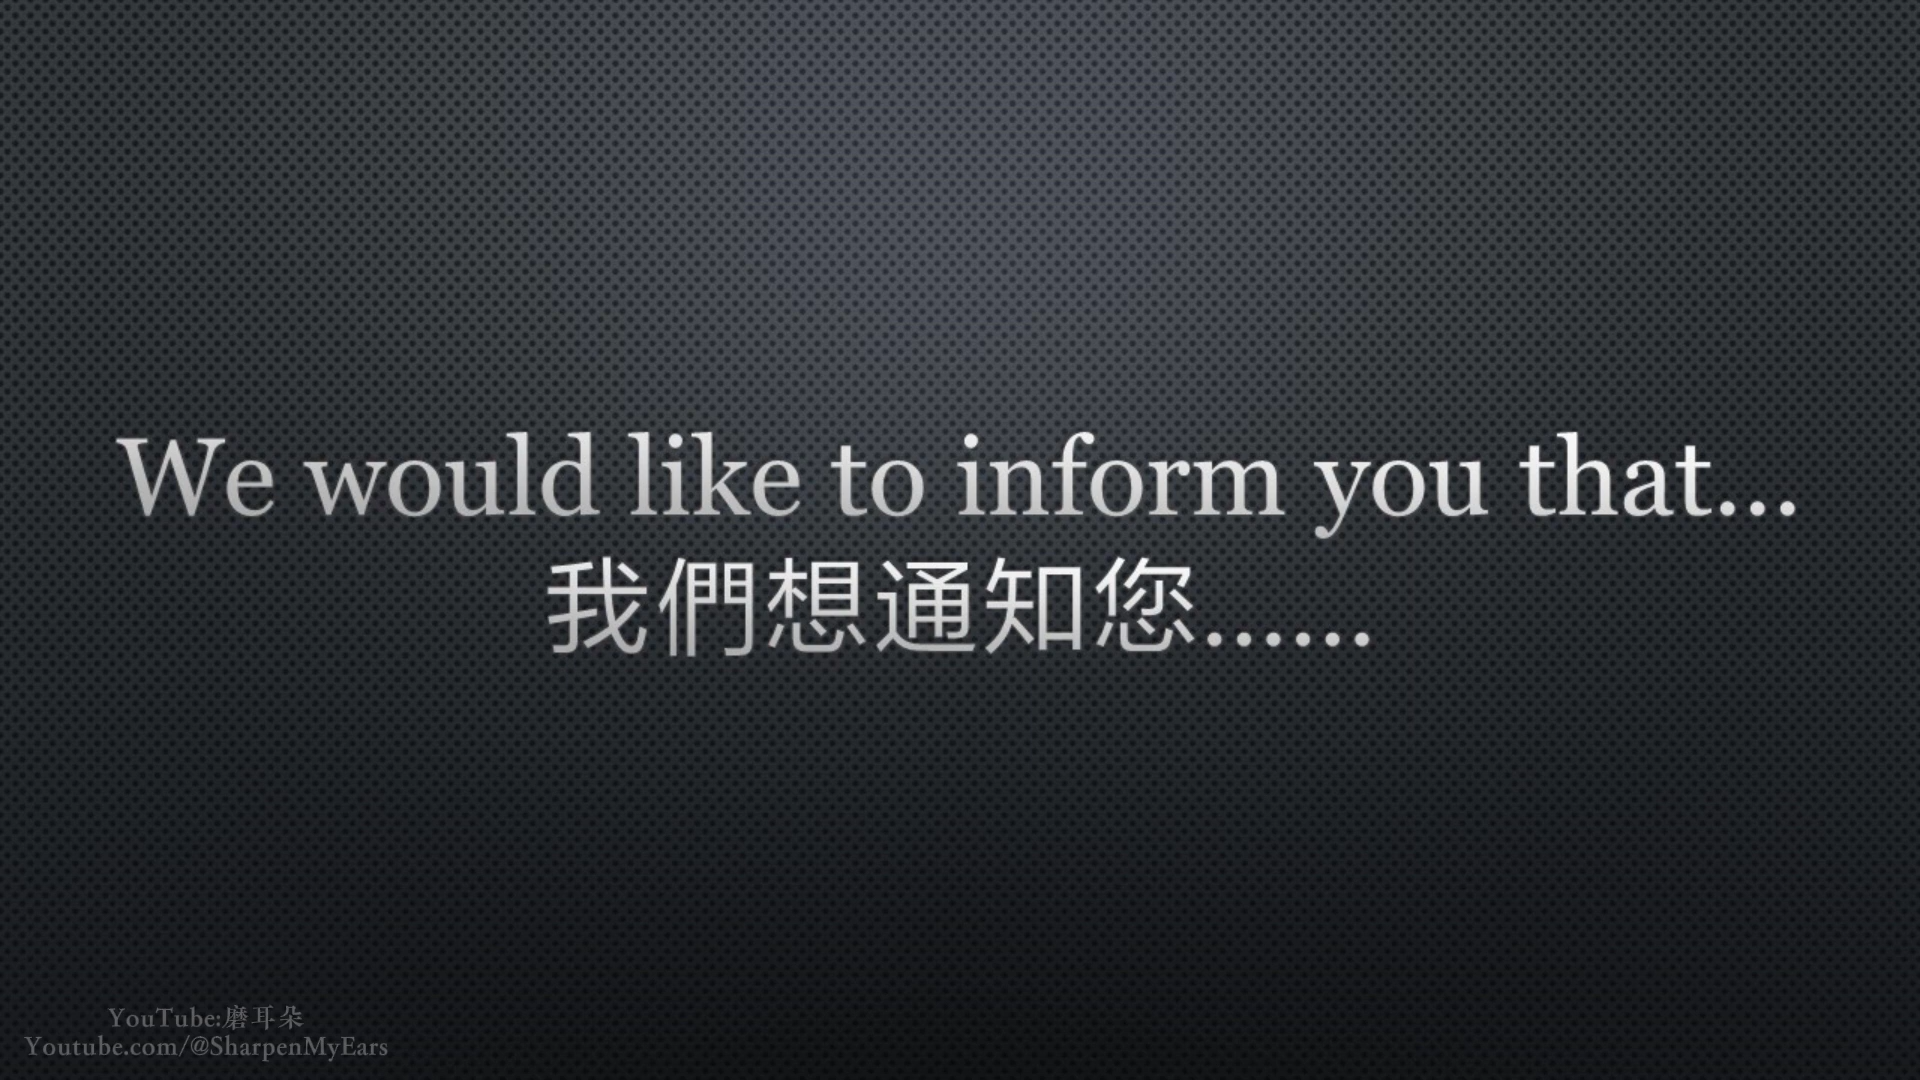 We would like to inform you that...
我們想通知您......
YouTube:磨耳朵
Youtube.com/@SharpenMyEars